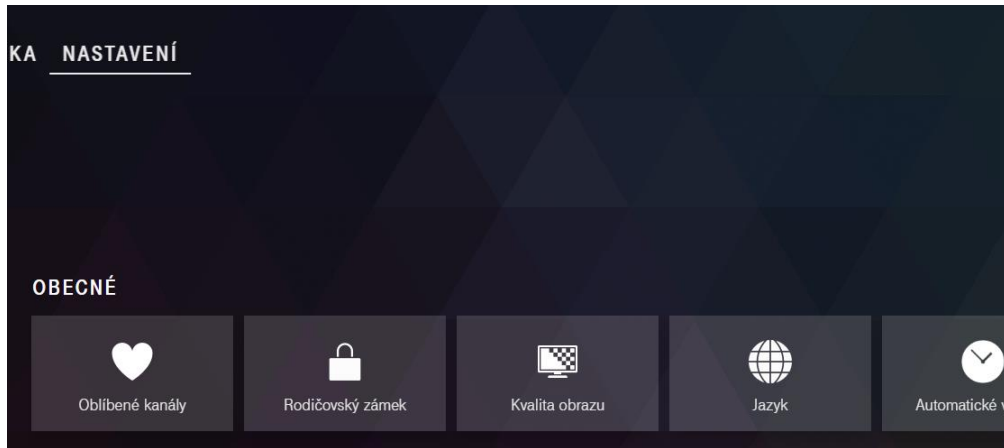 KA NASTAVENÍ
OBECNÉ
Oblíbené kanály Rodičovský zámek Kvalita obrazu Jazyk Automatické